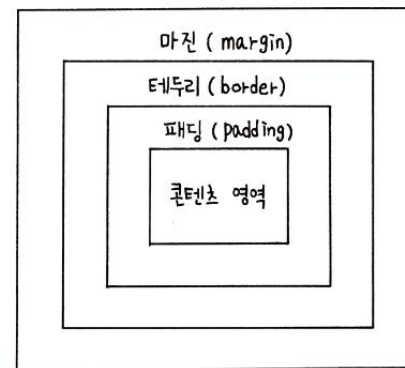 마진 ( margin)
테두리 ( border)
패딩 ( padding)
콘텐츠 영역